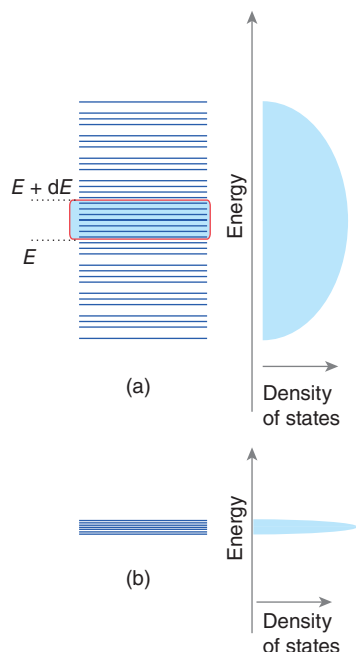 E + dE
E
Energy
(a)
Density
of states
Energy
(b)
Density
of states